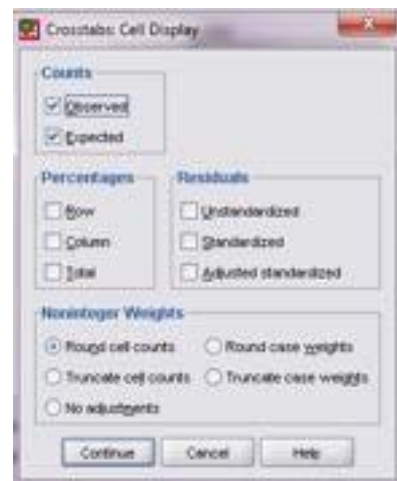 Crosstabs: Cell Display
Counts
Observed
Expected
Percentages
Row
Column
Total
Residuals
Unstandardized
Standardized
Adjusted standardized
Noninteger Weights
Round cell counts
Round case weights
Truncate cell counts
Truncate case weights
No adjustments
Continue
Cancel
Help